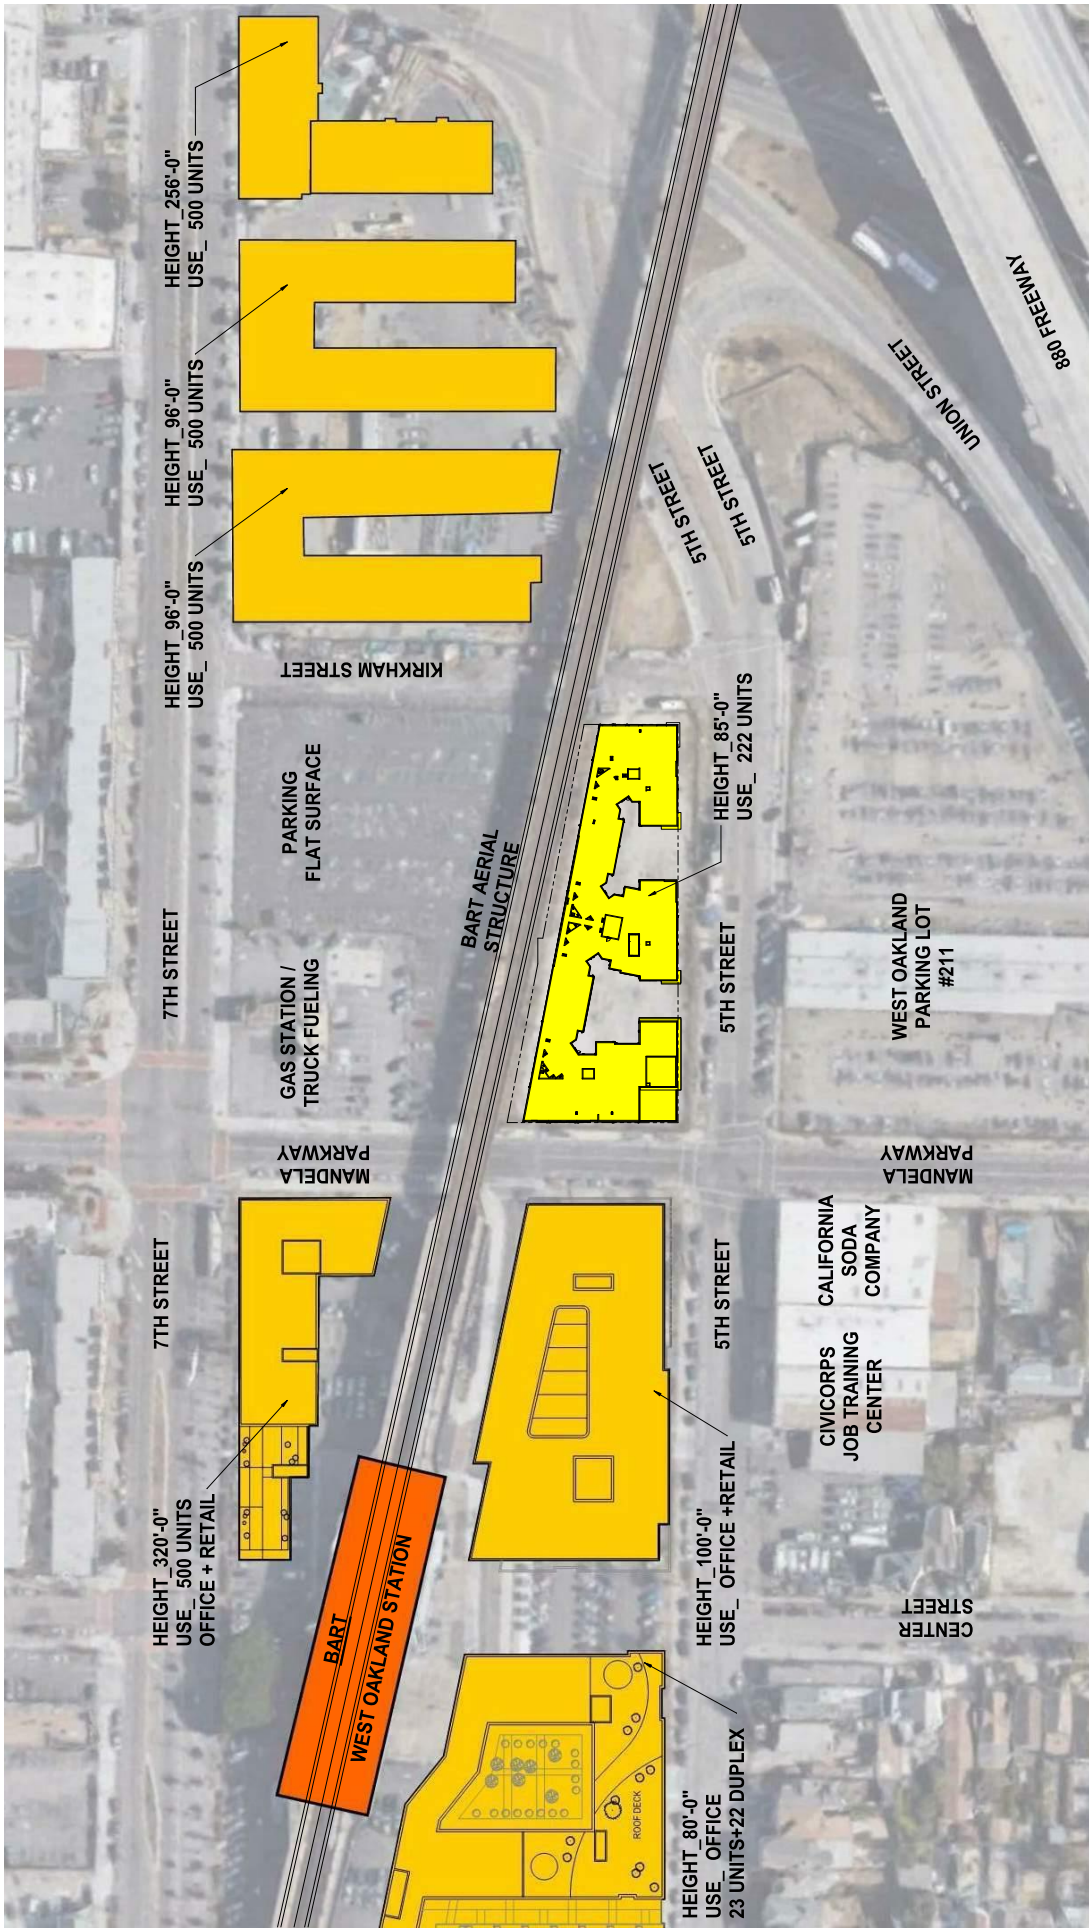 HEIGHT_320'-0"
USE_ 500 UNITS
OFFICE + RETAIL
7TH STREET
7TH STREET
HEIGHT_96'-0"
USE_ 500 UNITS
HEIGHT_96'-0"
USE_ 500 UNITS
HEIGHT_256'-0"
USE_ 500 UNITS
MANDELA
PARKWAY
GAS STATION /
TRUCK FUELING
PARKING
FLAT SURFACE
KIRKHAM STREET
BART
WEST OAKLAND STATION
BART AERIAL
STRUCTURE
ROOF DECK
HEIGHT_80'-0"
USE_ OFFICE
23 UNITS+22 DUPLEX
HEIGHT_100'-0"
USE_ OFFICE +RETAIL
5TH STREET
5TH STREET
HEIGHT_85'-0"
USE_ 222 UNITS
5TH STREET
5TH STREET
CENTER
STREET
CIVICORPS
JOB TRAINING
CENTER
CALIFORNIA
SODA
COMPANY
MANDELA
PARKWAY
WEST OAKLAND
PARKING LOT
#211
UNION STREET
880 FREEWAY